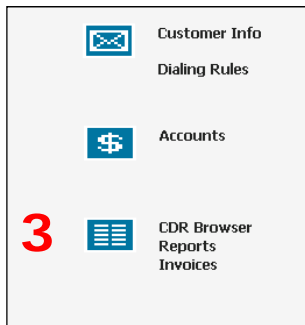 Customer Info
Dialing Rules
$
Accounts
3
CDR Browser
Reports
Invoices